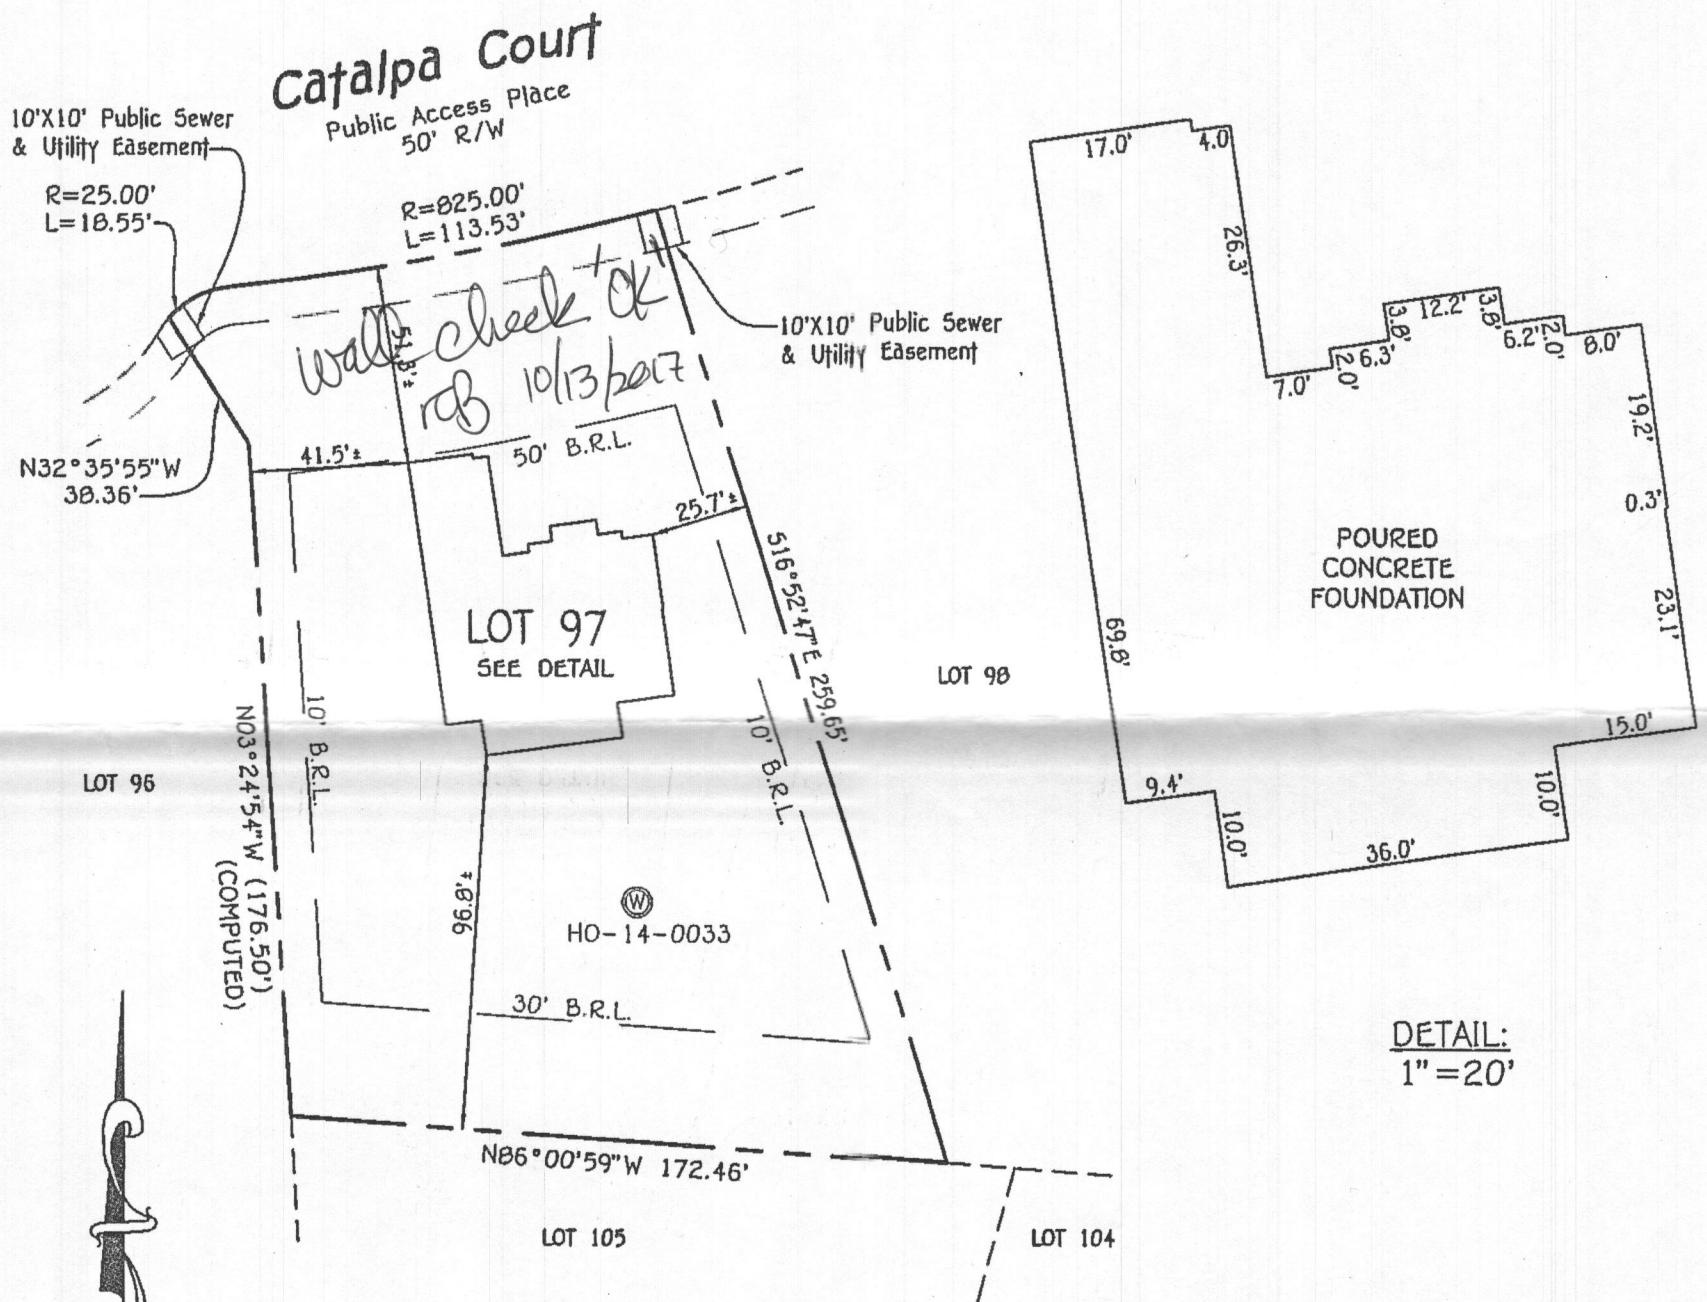 Catalpa Court
Public Access Place
50' R/W
10'X10' Public Sewer
& Utility Easement
R=25.00'
L=18.55'
R=825.00'
L=113.53'
wall check "OK"
10/13/2017
10'X10' Public Sewer
& Utility Easement
51.3'±
N32°35'55"W
38.36'
41.5'±
50' B.R.L.
25.7'±
S16°52'47"E 259.65'
LOT 97
SEE DETAIL
LOT 98
LOT 96
10' B.R.L.
10' B.R.L.
N03°24'54"W (176.50')
(COMPUTED)
96.8'±
W
HO-14-0033
30' B.R.L.
N86°00'59"W 172.46'
LOT 105
LOT 104
17.0'
4.0'
26.3'
7.0'
2.0'
6.3'
3.8'
12.2'
3.8'
6.2'
2.0'
8.0'
19.2'
0.3'
23.1'
15.0'
10.0'
36.0'
10.0'
9.4'
69.8'
POURED
CONCRETE
FOUNDATION
DETAIL:
1"=20'